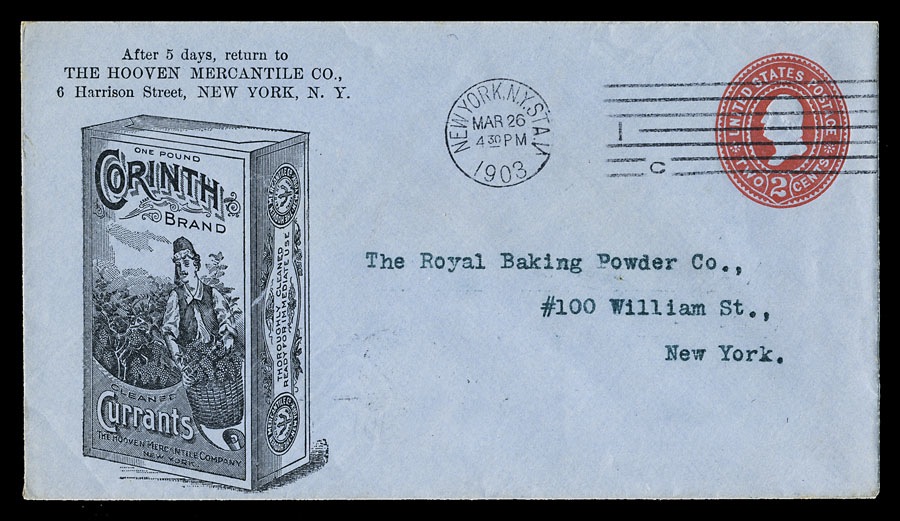 After 5 days, return to
THE HOOVEN MERCANTILE CO.,
6 Harrison Street, NEW YORK, N. Y.
ONE POUND
CORINTH
BRAND
CLEANED
Currants
THE HOOVEN MERCANTILE COMPANY
NEW YORK.
THOROUGHLY CLEANED
READY FOR IMMEDIATE USE
NEW YORK, N.Y. STA. V
MAR 26
4 30 PM
1903
1
C
UNITED STATES POSTAGE
TWO 2 CENTS
The Royal Baking Powder Co.,
#100 William St.,
New York.